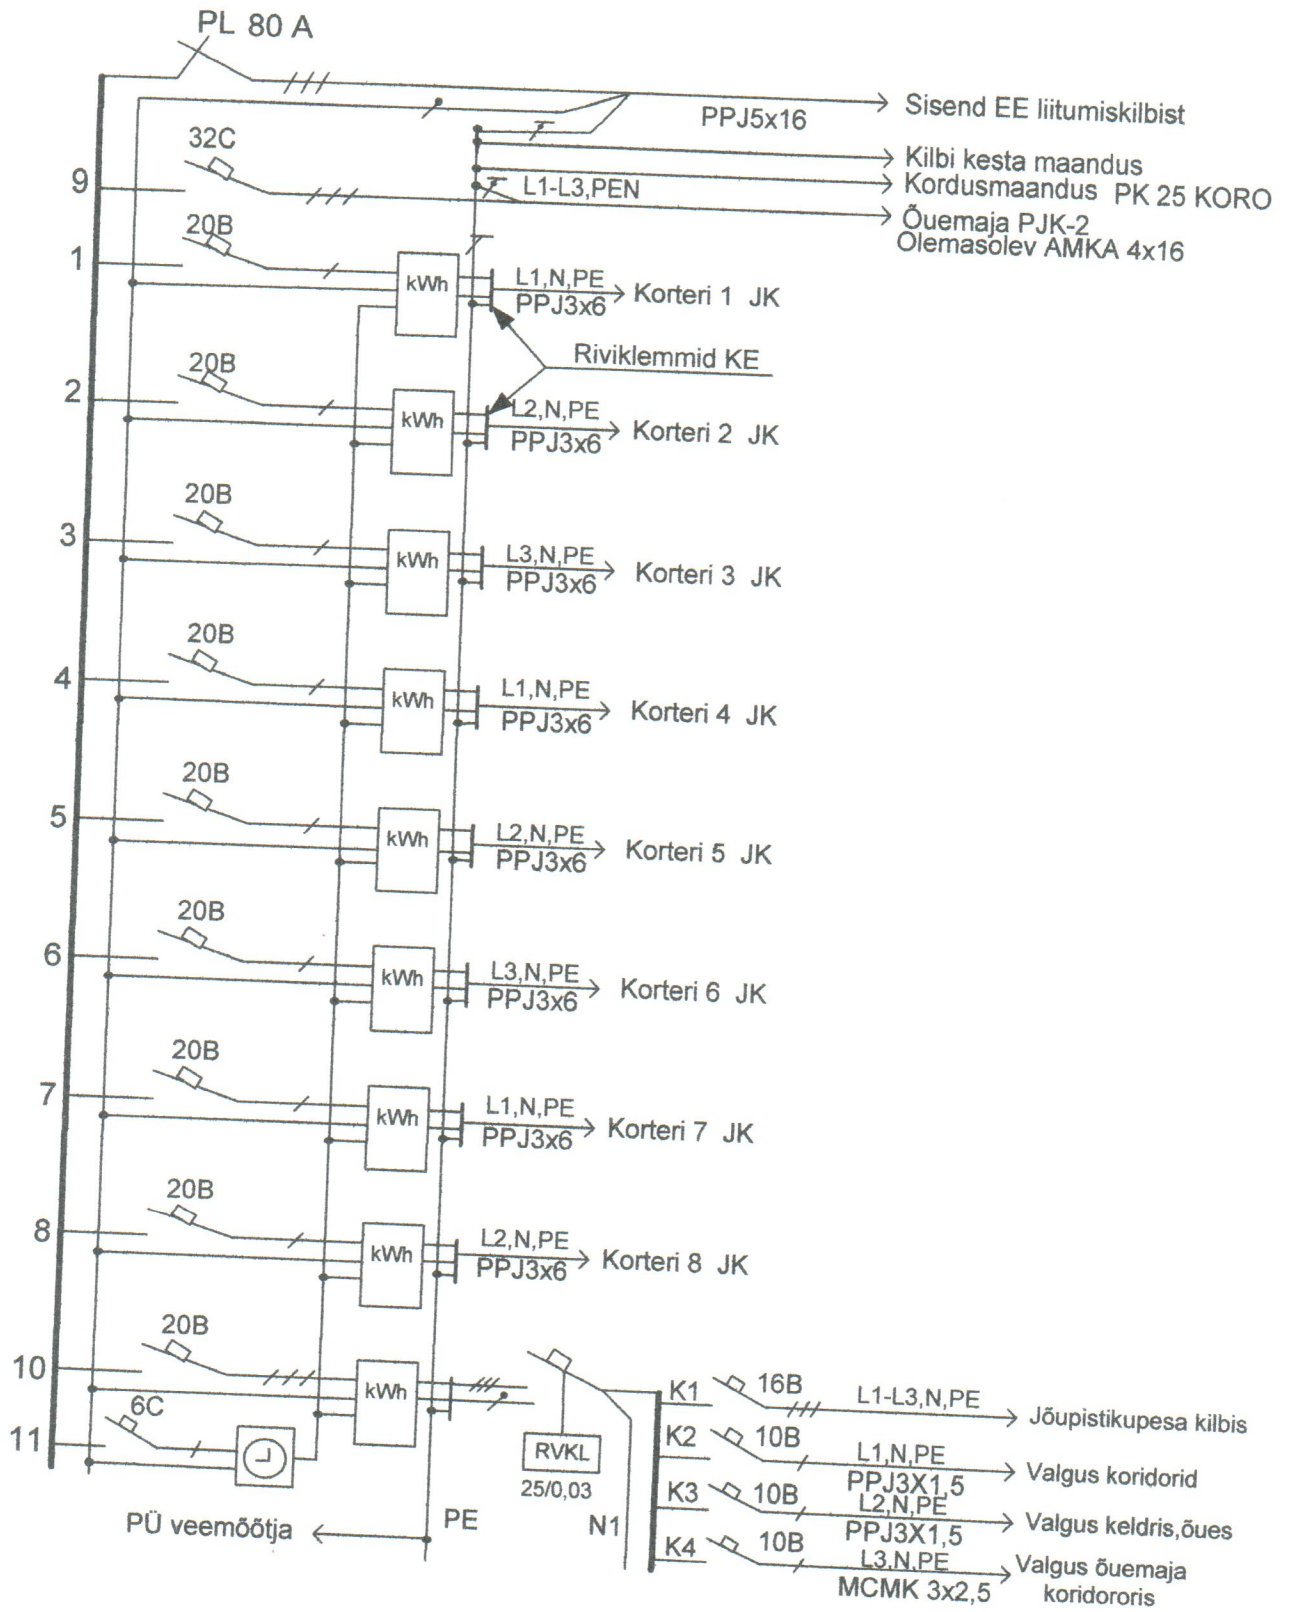 PL 80 A
PPJ5x16
Sisend EE liitumiskilbist
32C
Kilbi kesta maandus
9
L1-L3,PEN
Kordusmaandus PK 25 KORO
Õuemaja PJK-2
Olemasolev AMKA 4x16
20B
1
kWh
L1,N,PE
PPJ3x6
Korteri 1 JK
Riviklemmid KE
20B
2
kWh
L2,N,PE
PPJ3x6
Korteri 2 JK
20B
3
kWh
L3,N,PE
PPJ3x6
Korteri 3 JK
20B
4
kWh
L1,N,PE
PPJ3x6
Korteri 4 JK
20B
5
kWh
L2,N,PE
PPJ3x6
Korteri 5 JK
20B
6
kWh
L3,N,PE
PPJ3x6
Korteri 6 JK
20B
7
kWh
L1,N,PE
PPJ3x6
Korteri 7 JK
20B
8
kWh
L2,N,PE
PPJ3x6
Korteri 8 JK
20B
10
kWh
6C
11
RVKL
25/0,03
PÜ veemõõtja
PE
N1
K1
16B
L1-L3,N,PE
Jõupistikupesa kilbis
K2
10B
L1,N,PE
PPJ3X1,5
Valgus koridorid
K3
10B
L2,N,PE
PPJ3X1,5
Valgus keldris,õues
K4
10B
L3,N,PE
MCMK 3x2,5
Valgus õuemaja
koridororis